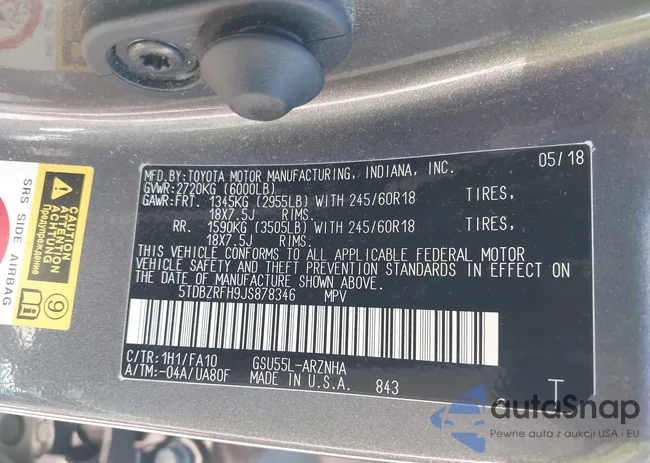 MFD.BY:TOYOTA MOTOR MANUFACTURING, INDIANA, INC. 05/18
GVWR:2720KG (6000LB)
GAWR:FRT. 1345KG (2955LB) WITH 245/60R18 TIRES,
18X7.5J RIMS.
RR. 1590KG (3505LB) WITH 245/60R18 TIRES,
18X7.5J RIMS.
THIS VEHICLE CONFORMS TO ALL APPLICABLE FEDERAL MOTOR
VEHICLE SAFETY AND THEFT PREVENTION STANDARDS IN EFFECT ON
THE DATE OF MANUFACTURE SHOWN ABOVE.
5TDBZRFH9JS878346 MPV
C/TR:1H1/FA10 GSU55L-ARZNHA
A/TM:-04A/UA80F MADE IN U.S.A. 843 T
SRS SIDE AIRBAG
CAUTION
ATTENTION
ACHTUNG
Предупреждение
9
autoSnap
Pewne auta z aukcji USA i EU